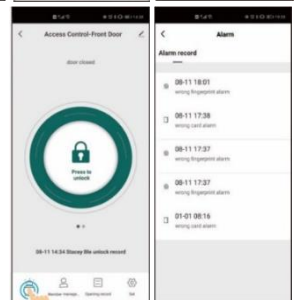 Access Control-Front Door
door closed
Press to
unlock
08-11 14:34 Stacey Ble unlock record
Opening record
Set
Alarm
Alarm record
08-11 18:01
wrong fingerprint alarm
08-11 17:38
wrong card alarm
08-11 17:37
wrong fingerprint alarm
08-11 17:37
wrong fingerprint alarm
01-01 08:16
wrong card alarm